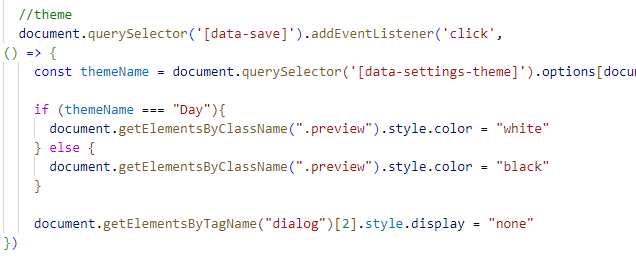 //theme
document.querySelector('[data-save]').addEventListener('click',
() => {
const themeName = document.querySelector('[data-settings-theme]').options[docu
if (themeName === "Day"){
document.getElementsByClassName(".preview").style.color = "white"
} else {
document.getElementsByClassName(".preview").style.color = "black"
}
document.getElementsByTagName("dialog")[2].style.display = "none"
})